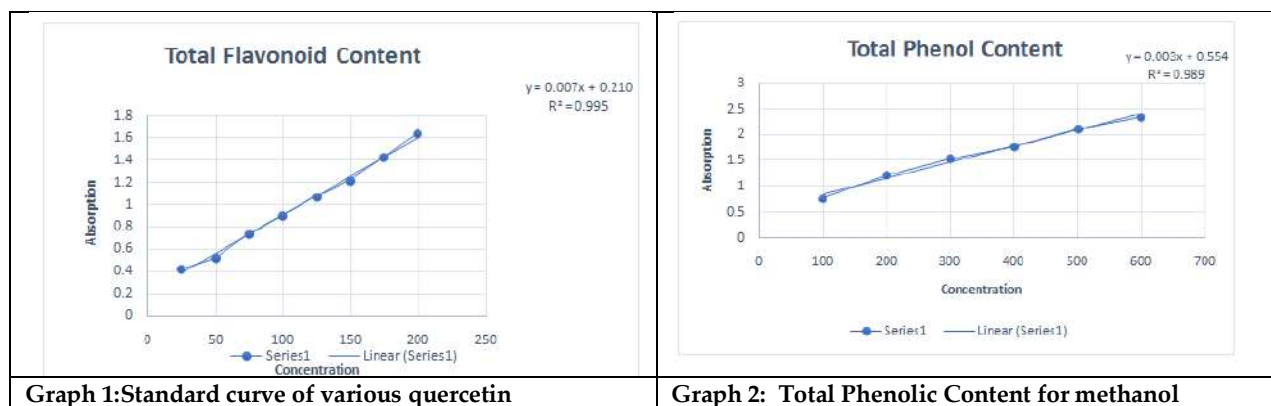 Total Flavonoid Content
y = 0.007x + 0.210
R² = 0.995
1.8
1.6
1.4
1.2
1
0.8
0.6
0.4
0.2
0
Absorption
0 50 100 150 200 250
Series1 Linear (Series1)
Concentration
Graph 1:Standard curve of various quercetin
Total Phenol Content
y = 0.003x + 0.554
R² = 0.989
3
2.5
2
1.5
1
0.5
0
Absorption
0 100 200 300 400 500 600 700
Concentration
Series1 Linear (Series1)
Graph 2: Total Phenolic Content for methanol